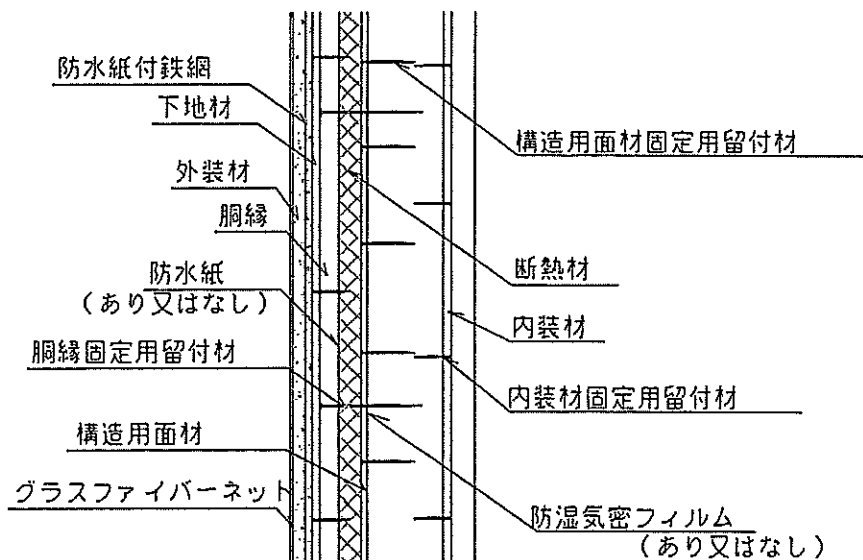 防水紙付鉄網
下地材
外装材
胴縁
防水紙
(あり又はなし)
胴縁固定用留付材
構造用面材
グラスファイバーネット
構造用面材固定用留付材
断熱材
内装材
内装材固定用留付材
防湿気密フィルム
(あり又はなし)